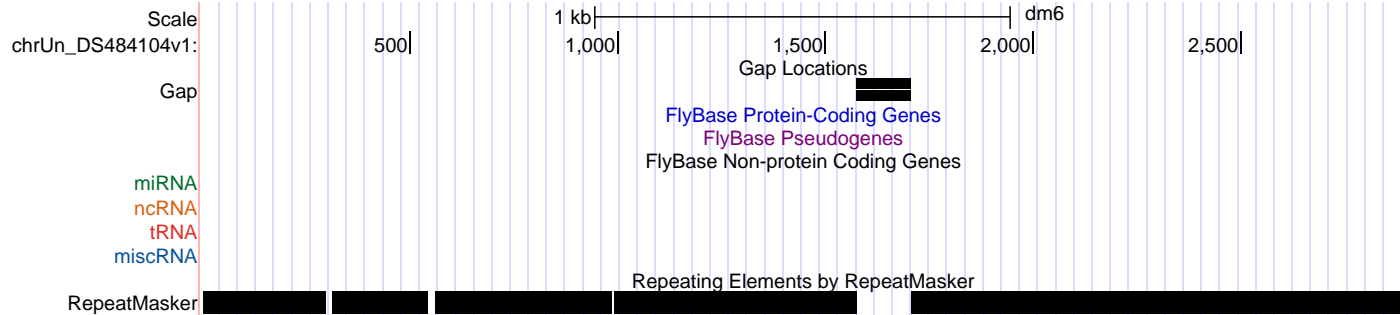 Scale 1 kb dm6
chrUn_DS484104v1: 500 1,000 1,500 2,000 2,500
Gap Locations
Gap
FlyBase Protein-Coding Genes
FlyBase Pseudogenes
FlyBase Non-protein Coding Genes
miRNA
ncRNA
tRNA
miscRNA
Repeating Elements by RepeatMasker
RepeatMasker